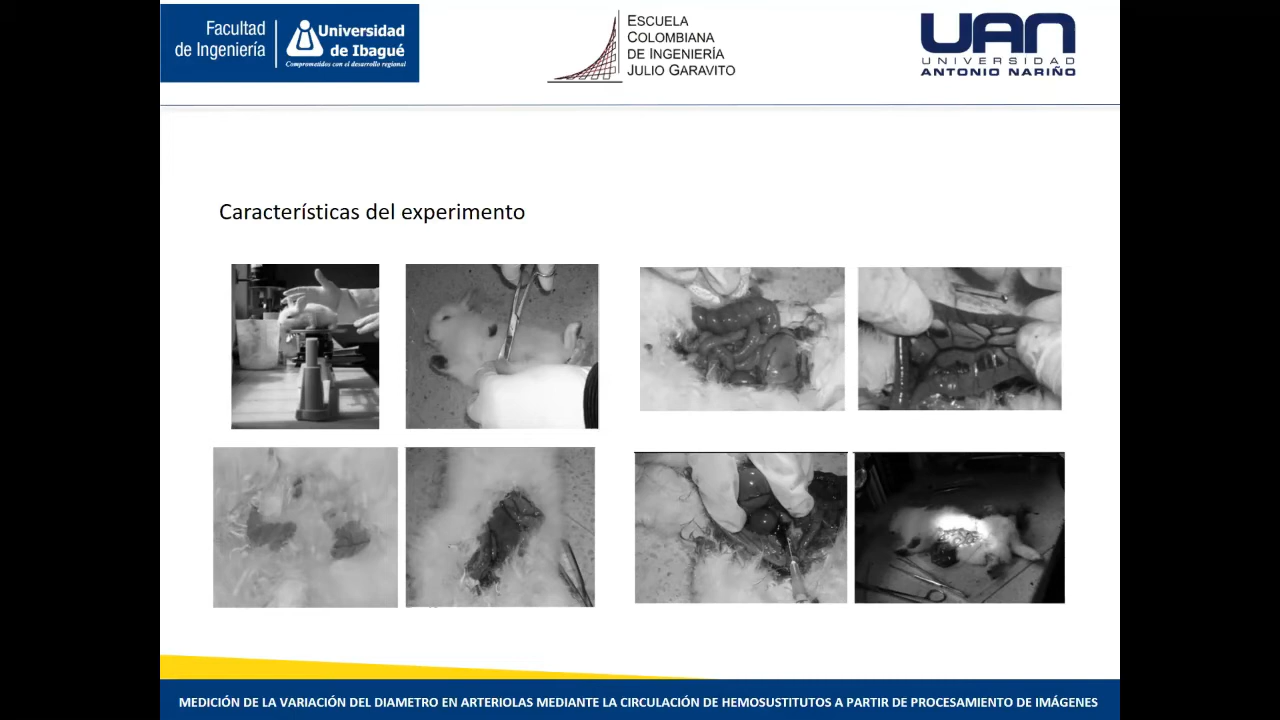 Facultad
de Ingeniería
Universidad
de Ibagué
Comprometidos con el desarrollo regional
ESCUELA
COLOMBIANA
DE INGENIERÍA
JULIO GARAVITO
UAN
UNIVERSIDAD
ANTONIO NARIÑO
Características del experimento
MEDICIÓN DE LA VARIACIÓN DEL DIAMETRO EN ARTERIOLAS MEDIANTE LA CIRCULACIÓN DE HEMOSUSTITUTOS A PARTIR DE PROCESAMIENTO DE IMÁGENES